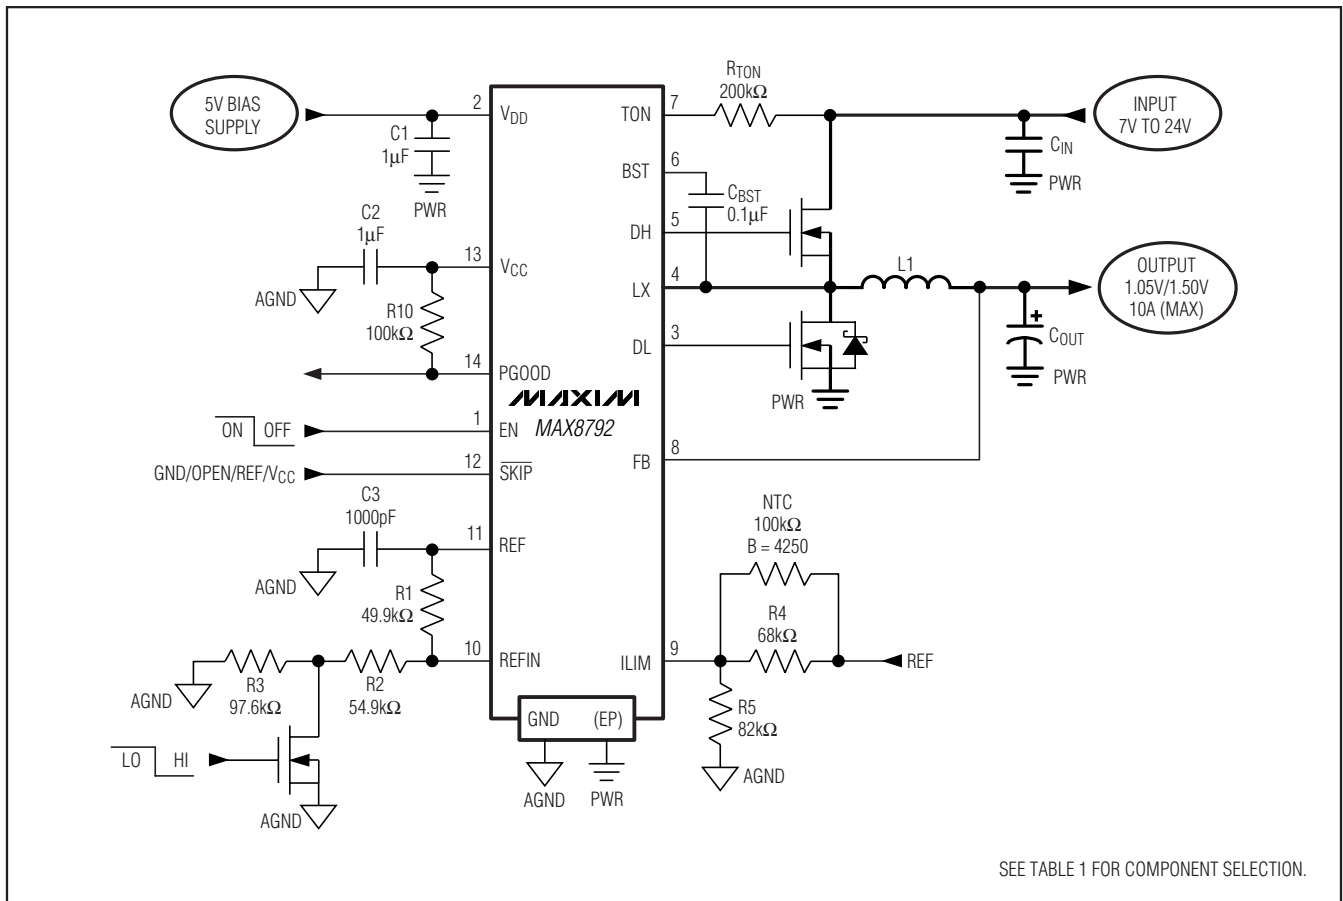 5V BIAS
SUPPLY
2
VDD
C1
1μF
PWR
C2
1μF
AGND
13
VCC
R10
100kΩ
14
PGOOD
MAXIM
MAX8792
ON OFF
1
EN
GND/OPEN/REF/VCC
12
SKIP
C3
1000pF
AGND
11
REF
R1
49.9kΩ
10
REFIN
R3
97.6kΩ
R2
54.9kΩ
AGND
LO HI
AGND
GND (EP)
AGND
PWR
TON
7
RTON
200kΩ
INPUT
7V TO 24V
CIN
PWR
BST
6
CBST
0.1μF
DH
5
LX
4
L1
OUTPUT
1.05V/1.50V
10A (MAX)
+
COUT
PWR
DL
3
PWR
FB
8
NTC
100kΩ
B = 4250
R4
68kΩ
ILIM
9
REF
R5
82kΩ
AGND
SEE TABLE 1 FOR COMPONENT SELECTION.